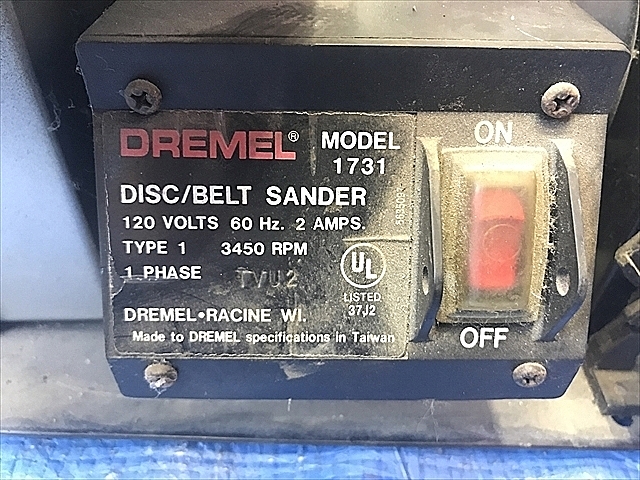 DREMEL® MODEL
1731
DISC/BELT SANDER
120 VOLTS 60 Hz. 2 AMPS.
TYPE 1 3450 RPM
1 PHASE TVU2
UL
LISTED
37J2
DREMEL•RACINE WI.
Made to DREMEL specifications in Taiwan
ON
OFF